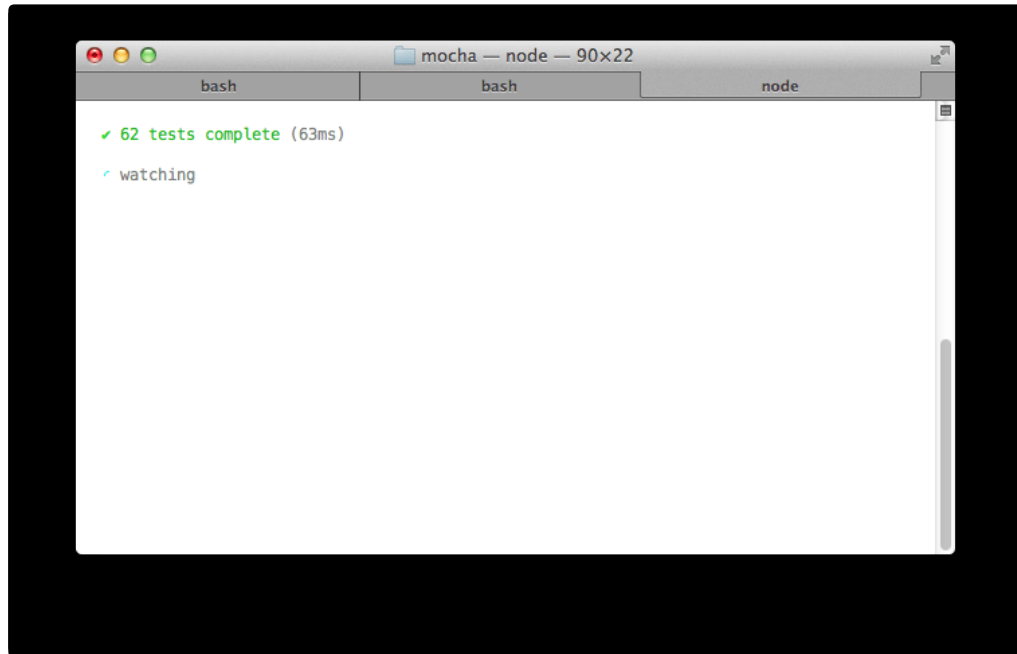 mocha — node — 90×22
bash bash node
✔ 62 tests complete (63ms)
watching